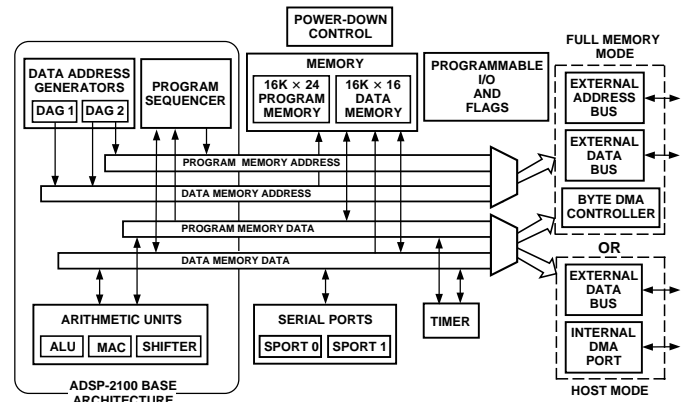 POWER-DOWN
CONTROL
FULL MEMORY
MODE
DATA ADDRESS
GENERATORS
DAG 1
DAG 2
PROGRAM
SEQUENCER
MEMORY
16K × 24
PROGRAM
MEMORY
16K × 16
DATA
MEMORY
PROGRAMMABLE
I/O
AND
FLAGS
EXTERNAL
ADDRESS
BUS
EXTERNAL
DATA
BUS
BYTE DMA
CONTROLLER
PROGRAM MEMORY ADDRESS
DATA MEMORY ADDRESS
PROGRAM MEMORY DATA
DATA MEMORY DATA
OR
EXTERNAL
DATA
BUS
INTERNAL
DMA
PORT
HOST MODE
ARITHMETIC UNITS
ALU
MAC
SHIFTER
SERIAL PORTS
SPORT 0
SPORT 1
TIMER
ADSP-2100 BASE
ARCHITECTURE